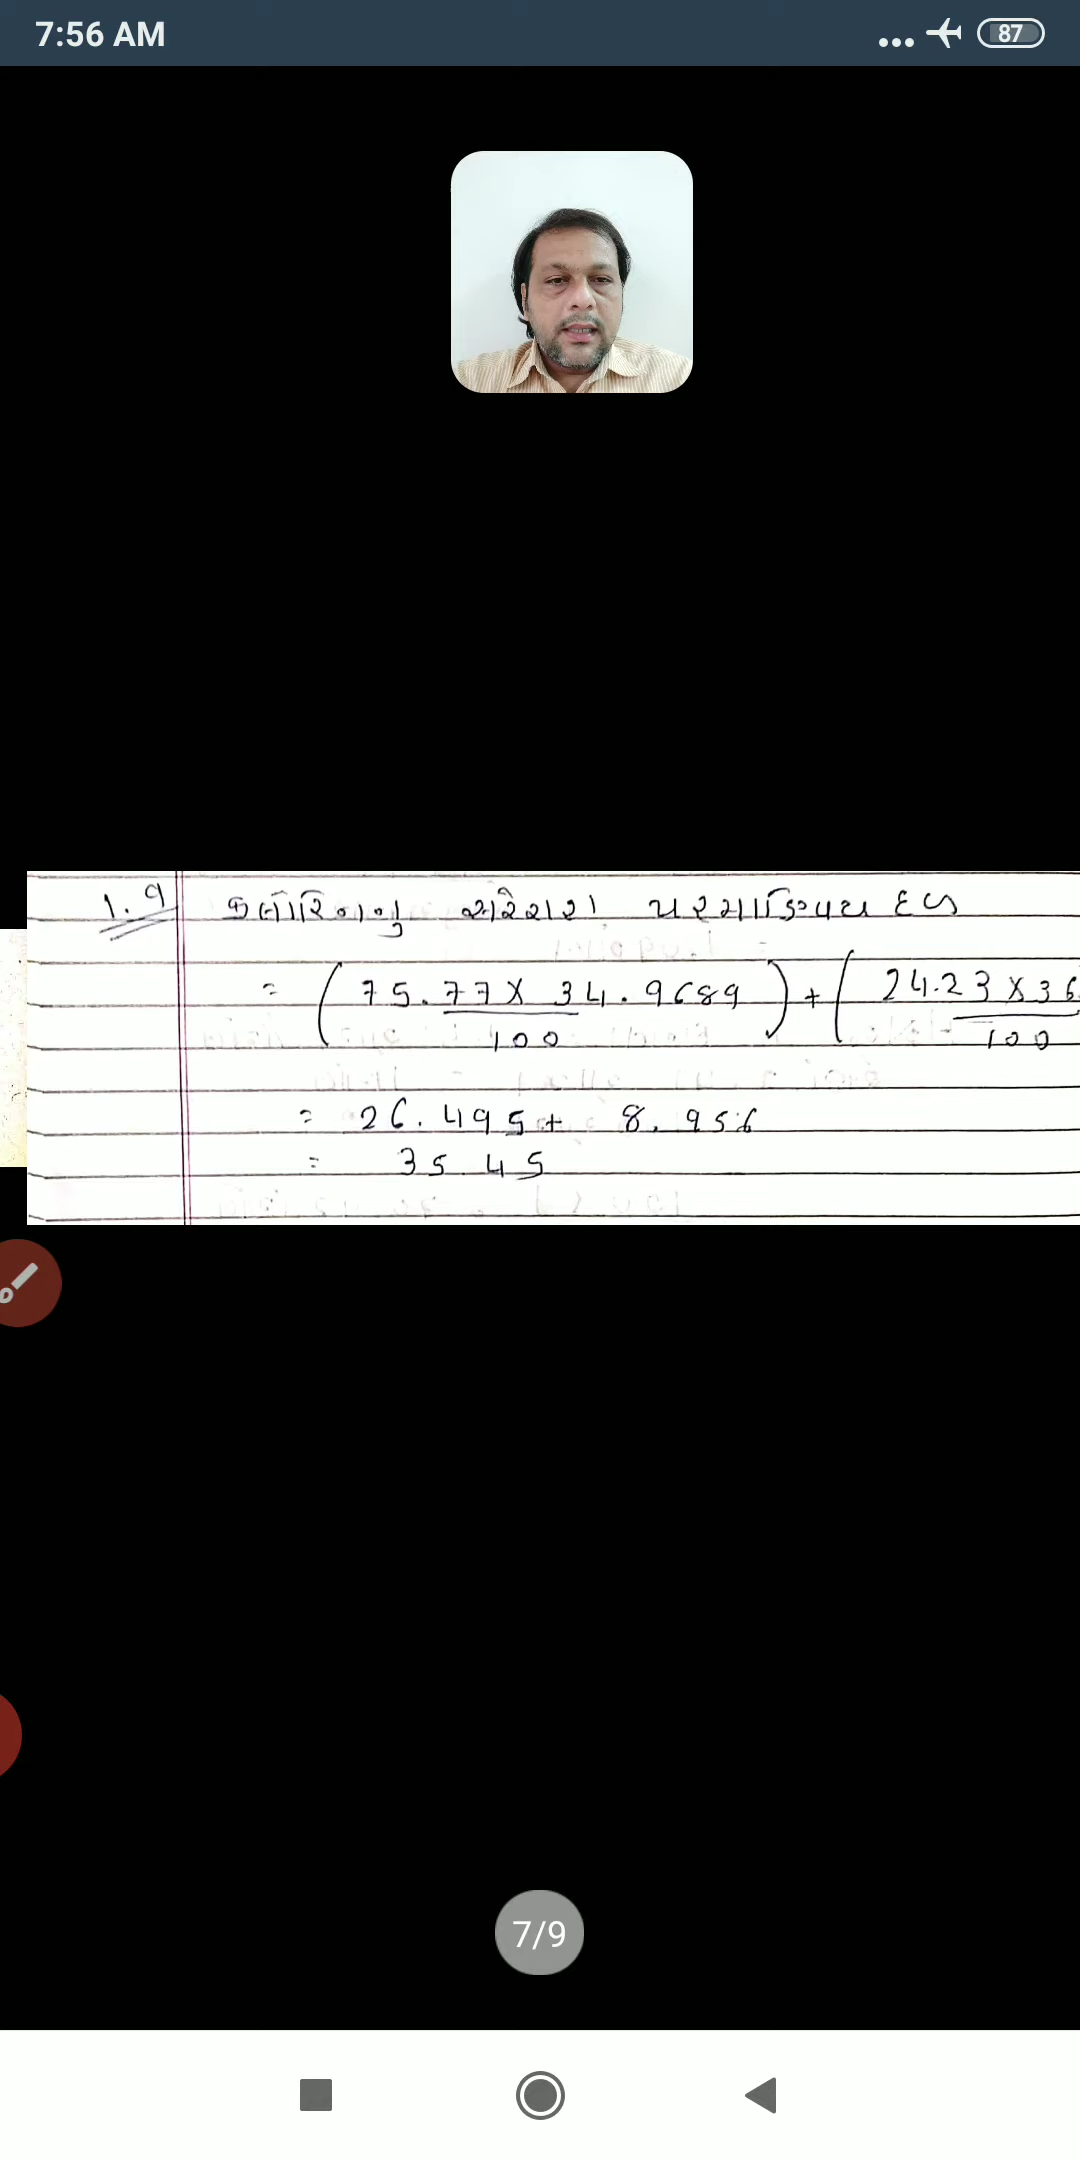 7:56 AM
87
1.9 ક્લોરિનનું સરેરાશ પરમાણ્વિય દળ
= ( 75.77 X 34.9689 / 100 ) + ( 24.23 X 36 / 100
= 26.495 + 8.956
= 35.45
7/9